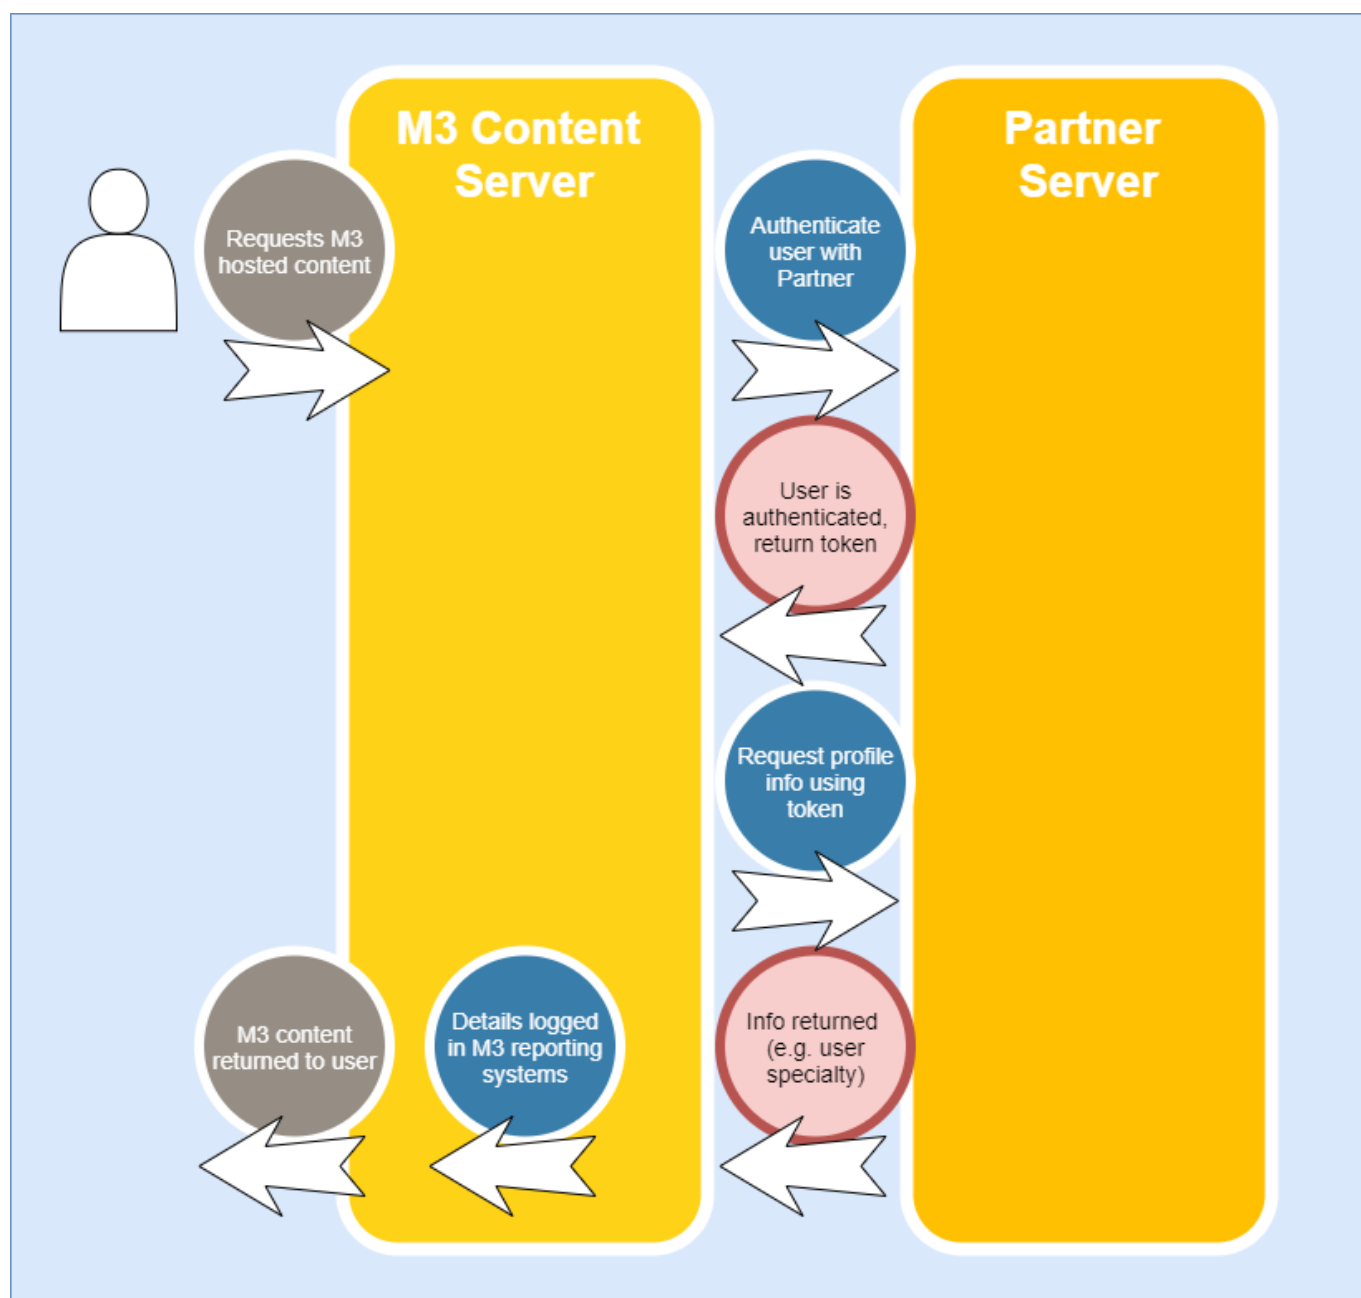 M3 Content
Server
Partner
Server
Requests M3
hosted content
Authenticate
user with
Partner
User is
authenticated,
return token
Request profile
info using
token
Info returned
(e.g. user
specialty)
Details logged
in M3 reporting
systems
M3 content
returned to user